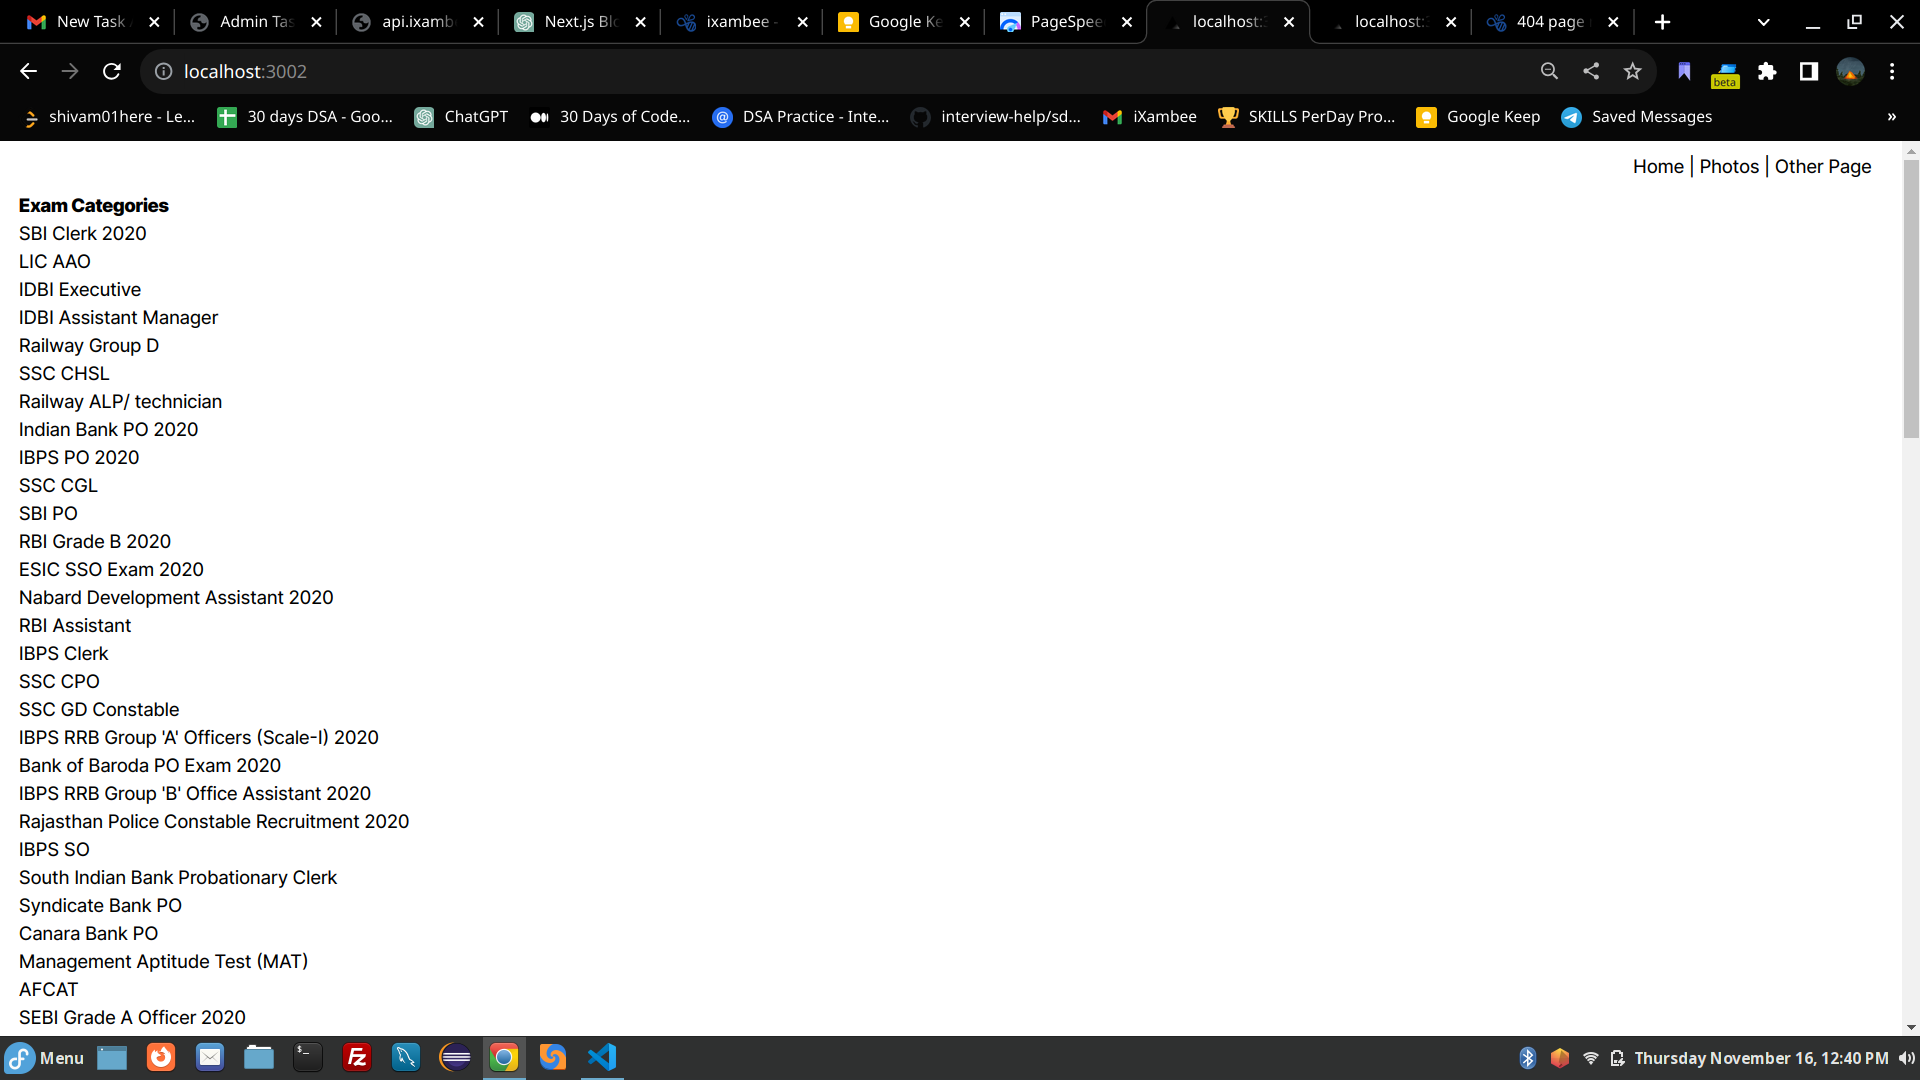 New Task
Admin Tas
api.ixamb
Next.js Blo
ixambee -
Google Ke
PageSpee
localhost:3
localhost:3
404 page
localhost:3002
beta
shivam01here - Le...
30 days DSA - Goo...
ChatGPT
30 Days of Code...
DSA Practice - Inte...
interview-help/sd...
iXambee
SKILLS PerDay Pro...
Google Keep
Saved Messages
»
Home | Photos | Other Page
Exam Categories
SBI Clerk 2020
LIC AAO
IDBI Executive
IDBI Assistant Manager
Railway Group D
SSC CHSL
Railway ALP/ technician
Indian Bank PO 2020
IBPS PO 2020
SSC CGL
SBI PO
RBI Grade B 2020
ESIC SSO Exam 2020
Nabard Development Assistant 2020
RBI Assistant
IBPS Clerk
SSC CPO
SSC GD Constable
IBPS RRB Group 'A' Officers (Scale-I) 2020
Bank of Baroda PO Exam 2020
IBPS RRB Group 'B' Office Assistant 2020
Rajasthan Police Constable Recruitment 2020
IBPS SO
South Indian Bank Probationary Clerk
Syndicate Bank PO
Canara Bank PO
Management Aptitude Test (MAT)
AFCAT
SEBI Grade A Officer 2020
Menu
Thursday November 16, 12:40 PM